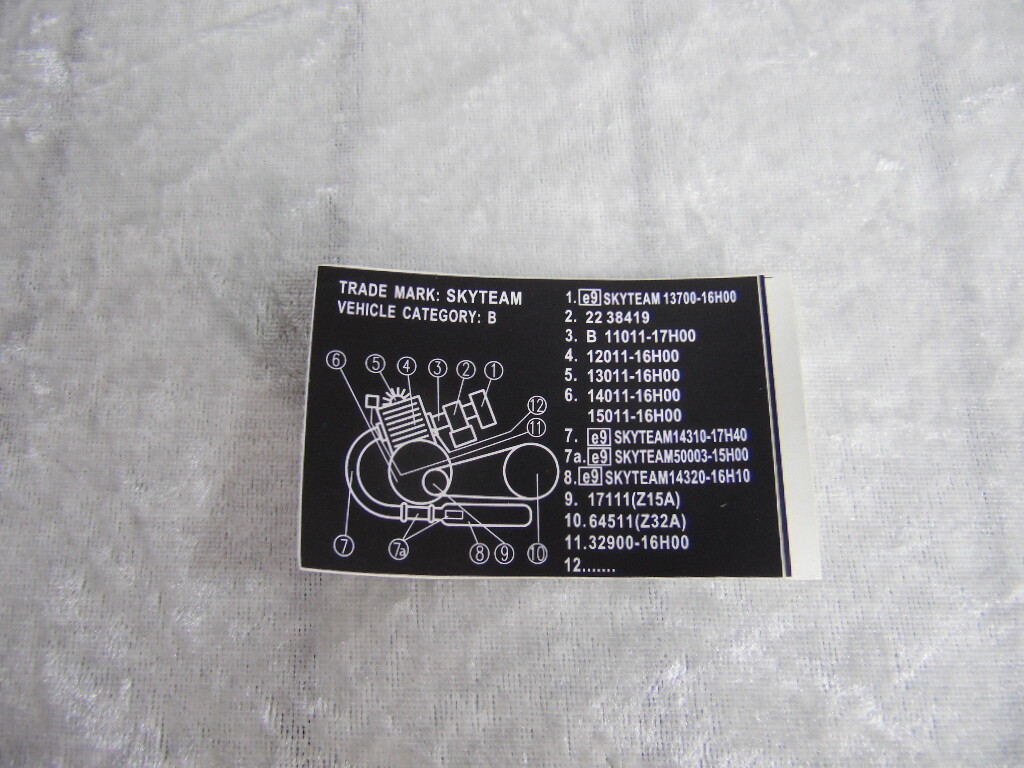 TRADE MARK: SKYTEAM
VEHICLE CATEGORY: B
6 5 4 3 2 1
12
11
7 7a 8 9 10
1. e9 SKYTEAM 13700-16H00
2. 22 38419
3. B 11011-17H00
4. 12011-16H00
5. 13011-16H00
6. 14011-16H00
15011-16H00
7. e9 SKYTEAM14310-17H40
7a. e9 SKYTEAM50003-15H00
8. e9 SKYTEAM14320-16H10
9. 17111(Z15A)
10. 64511(Z32A)
11.32900-16H00
12.......